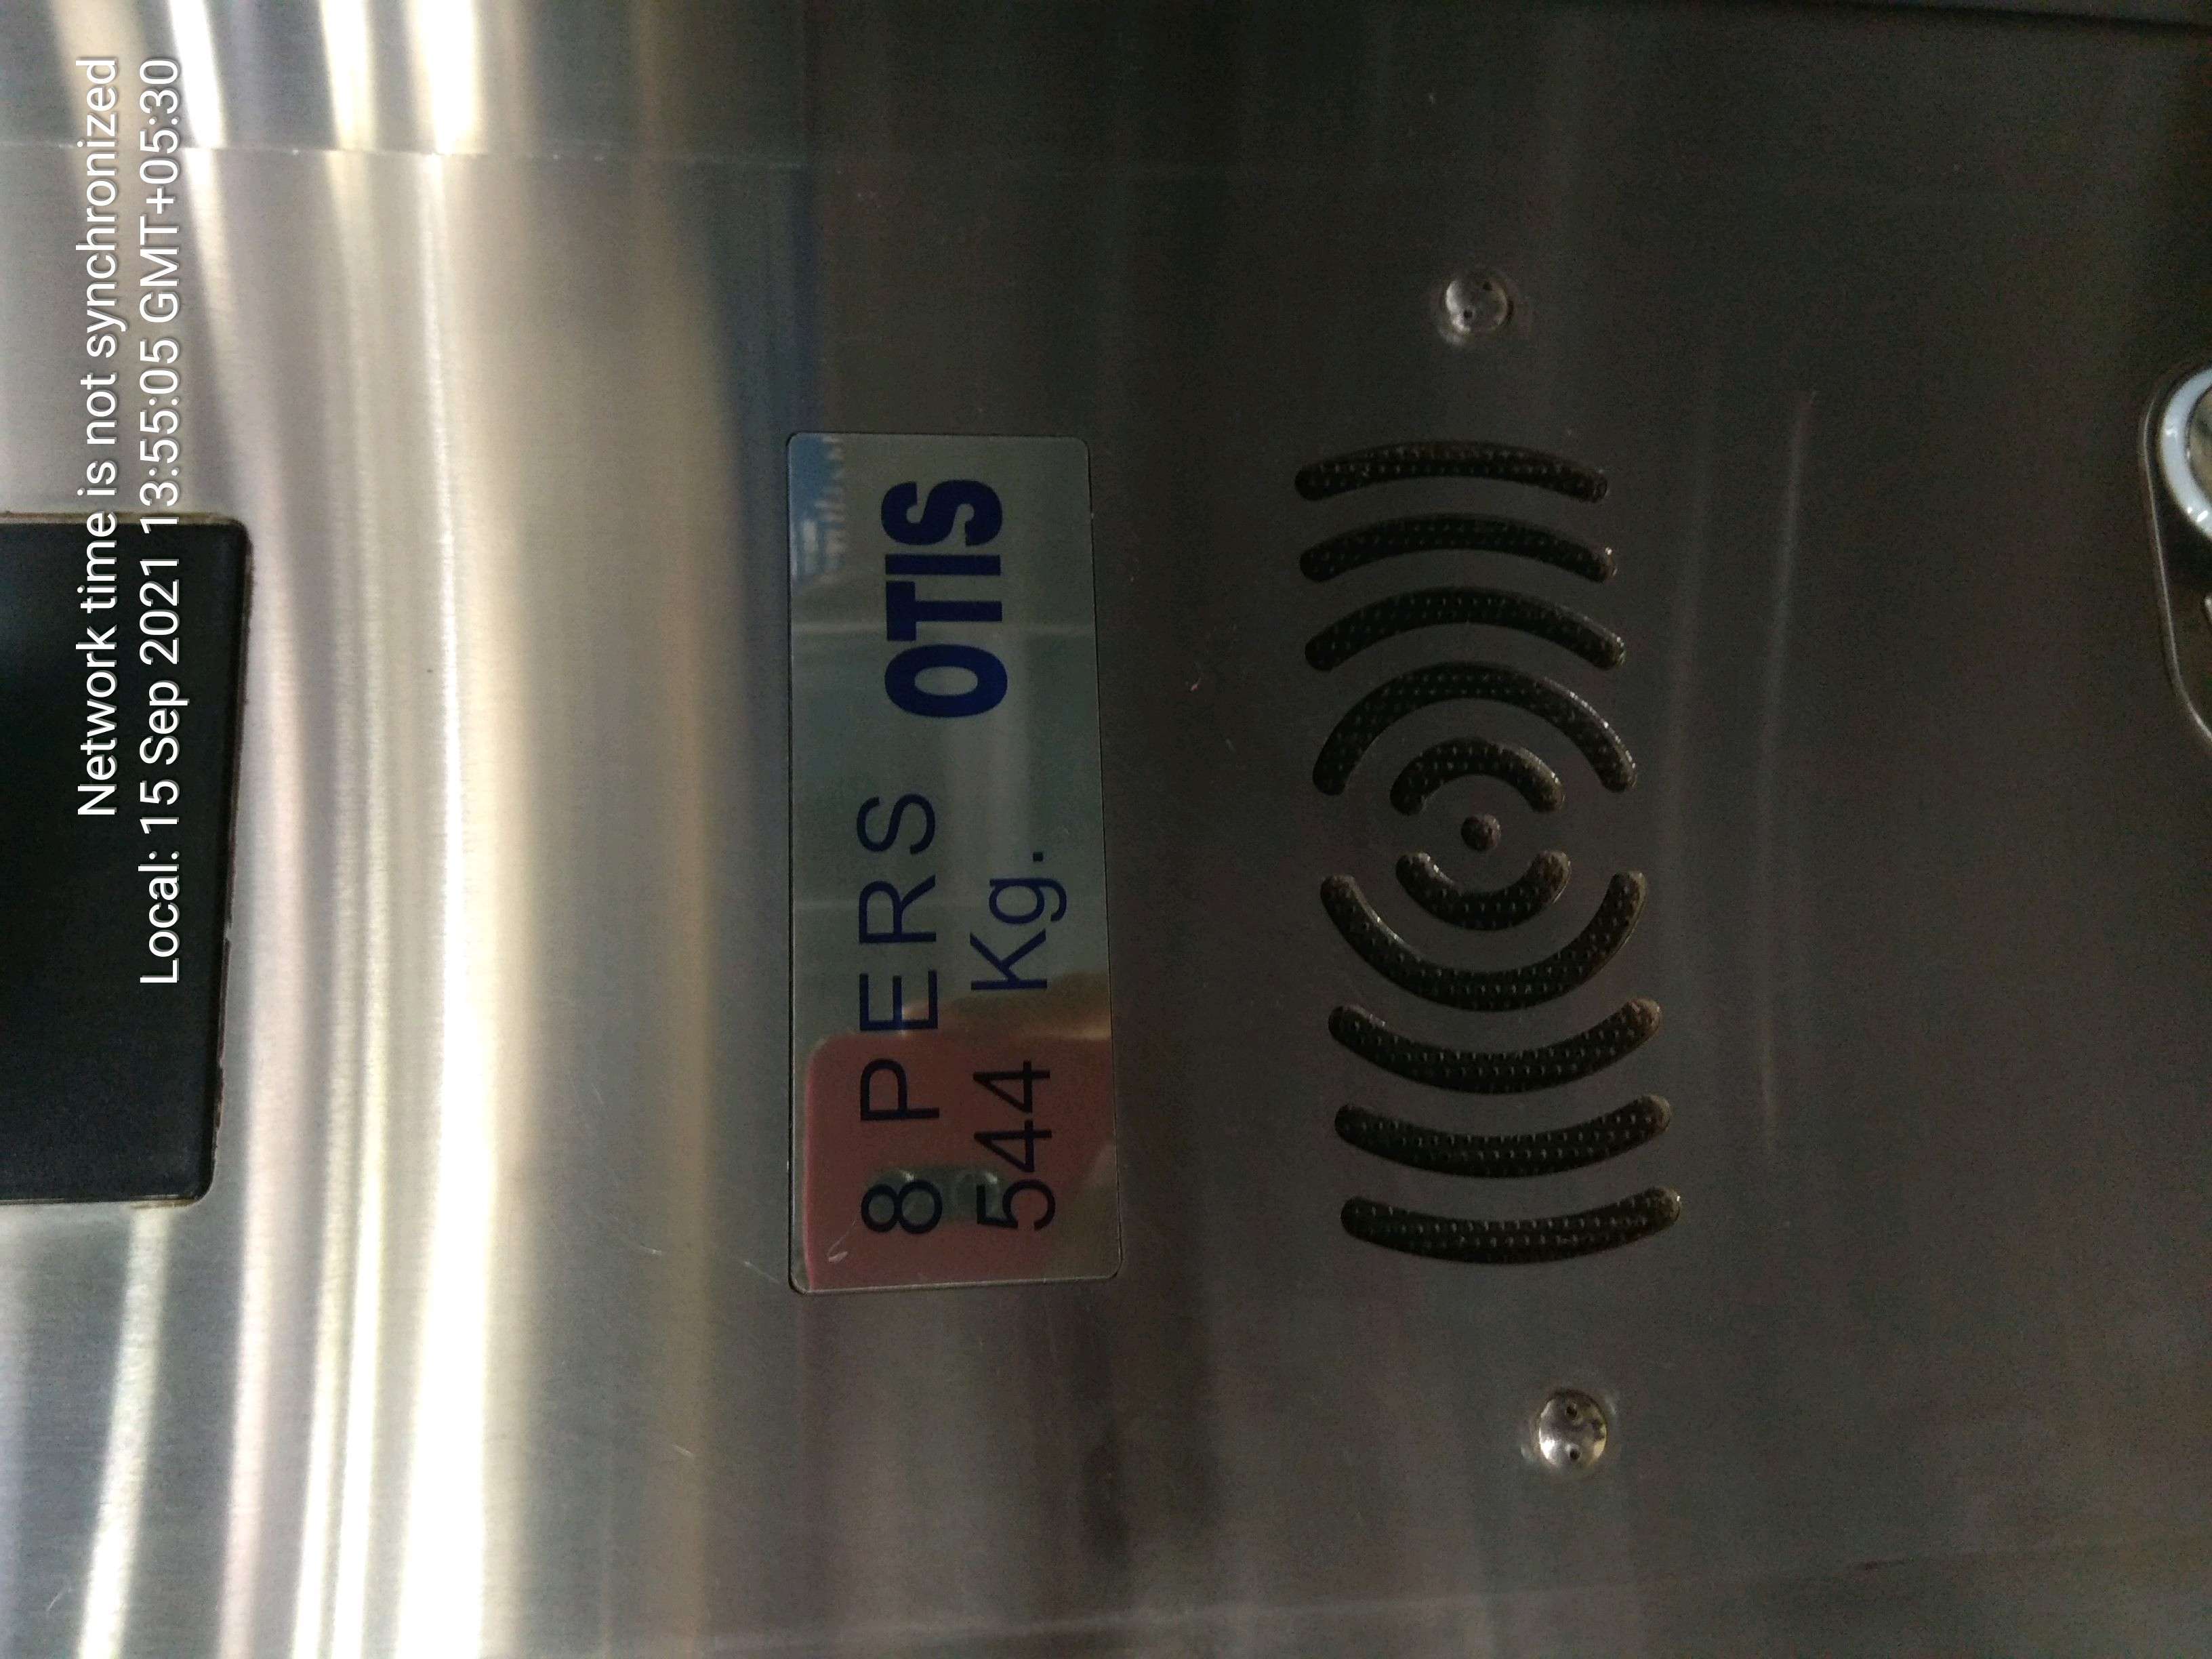 Network time is not synchronized
Local: 15 Sep 2021 13:55:05 GMT+05:30
8 PERS OTIS
544 Kg.